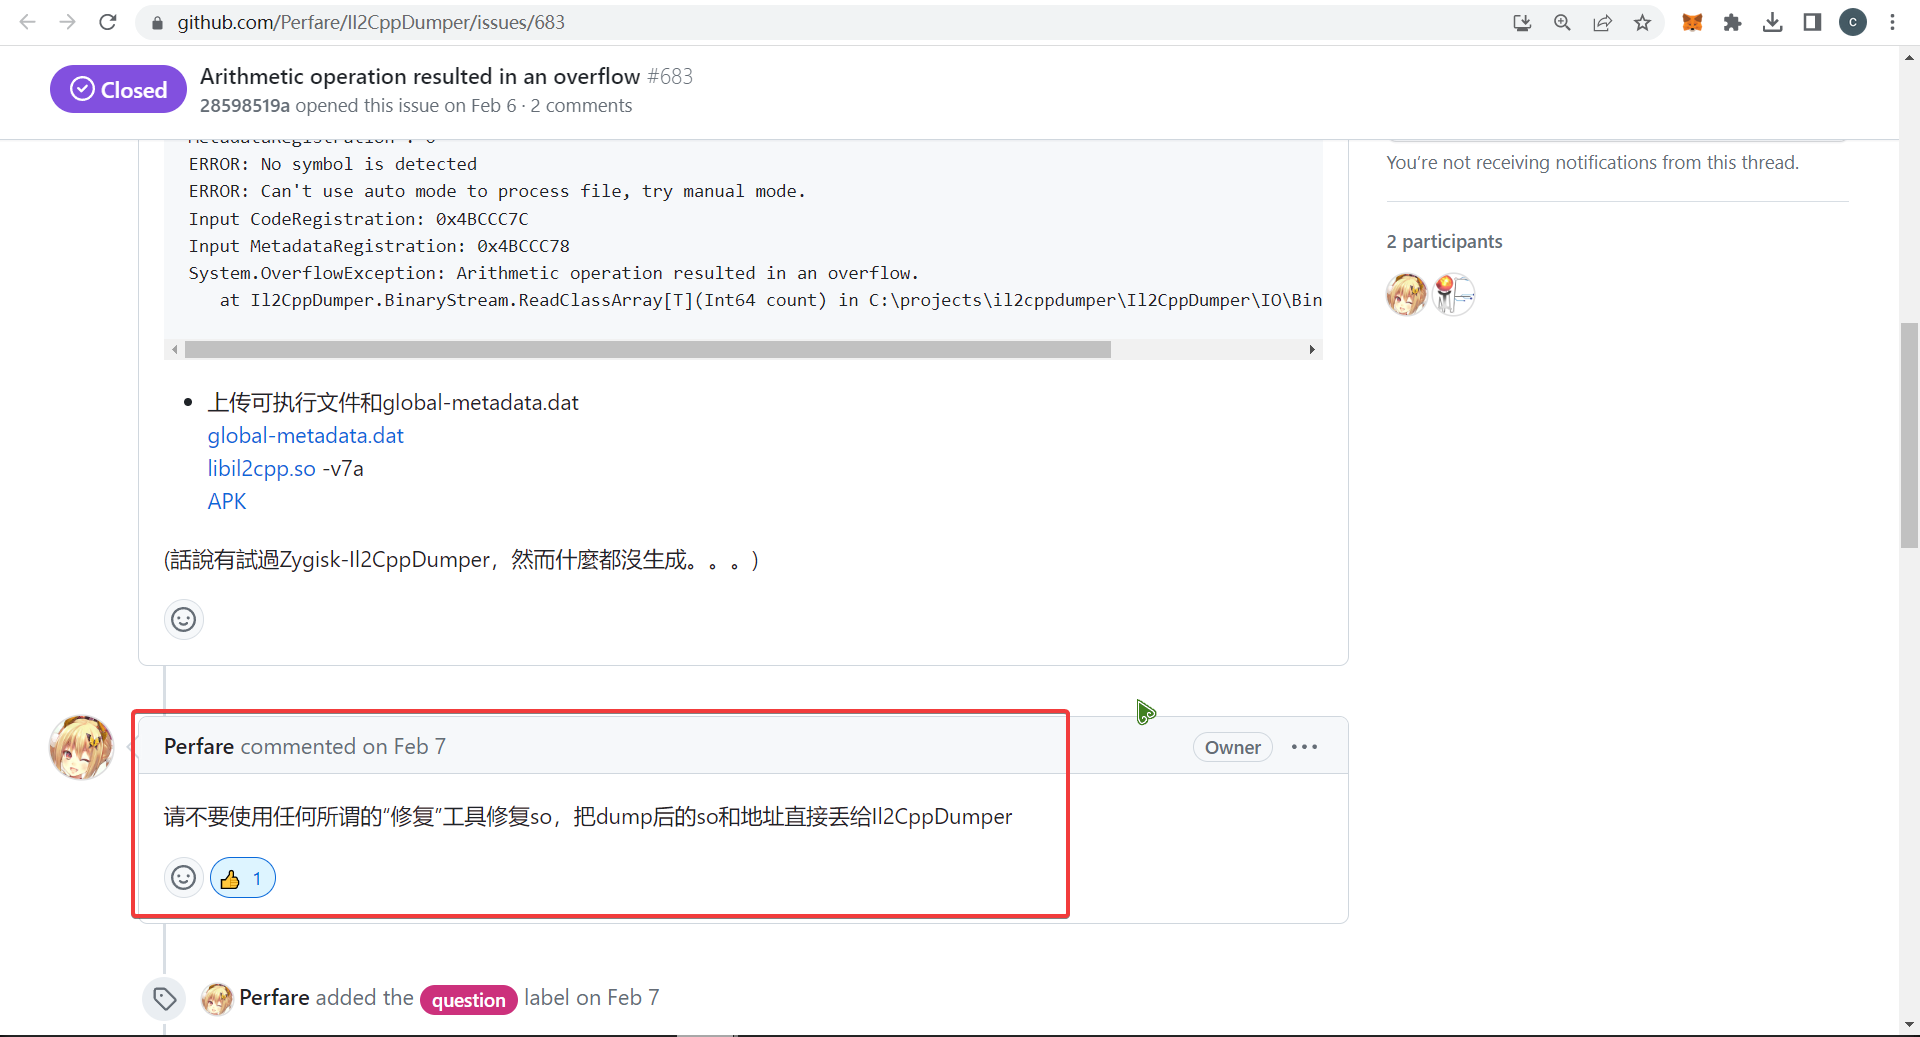 github.com/Perfare/Il2CppDumper/issues/683
C
Closed
Arithmetic operation resulted in an overflow #683
28598519a opened this issue on Feb 6 · 2 comments
ERROR: No symbol is detected
ERROR: Can't use auto mode to process file, try manual mode.
Input CodeRegistration: 0x4BCCC7C
Input MetadataRegistration: 0x4BCCC78
System.OverflowException: Arithmetic operation resulted in an overflow.
at Il2CppDumper.BinaryStream.ReadClassArray[T](Int64 count) in C:\projects\il2cppdumper\Il2CppDumper\IO\Bin
上传可执行文件和global-metadata.dat
global-metadata.dat
libil2cpp.so -v7a
APK
(話說有試過Zygisk-Il2CppDumper，然而什麼都沒生成。。。)
You're not receiving notifications from this thread.
2 participants
Perfare commented on Feb 7
Owner
请不要使用任何所谓的“修复”工具修复so，把dump后的so和地址直接丢给Il2CppDumper
👍 1
Perfare added the question label on Feb 7